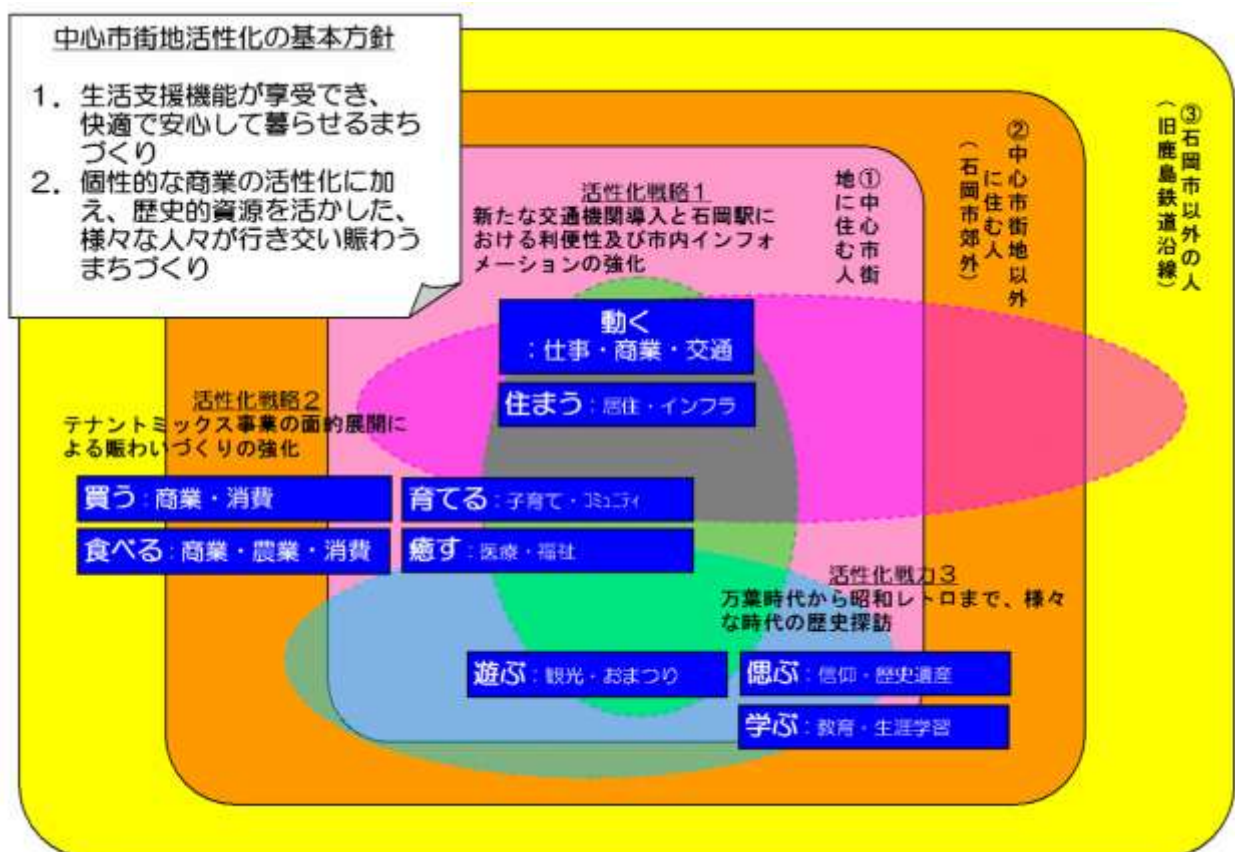 中心市街地活性化の基本方針
1. 生活支援機能が享受でき、
快適で安心して暮らせるまち
づくり
2. 個性的な商業の活性化に加
え、歴史的資源を活かした、
様々な人々が行き交い賑わう
まちづくり
活性化戦略1
新たな交通機関導入と石岡駅に
おける利便性及び市内インフォ
メーションの強化
①中心市街
地に住む人
②中心市街地以外
に住む人
(石岡市郊外)
③石岡市以外の人
(旧鹿島鉄道沿線)
動く
:仕事・商業・交通
住まう:居住・インフラ
活性化戦略2
テナントミックス事業の面的展開に
よる賑わいづくりの強化
買う:商業・消費
育てる:子育て・コミュニティ
食べる:商業・農業・消費
癒す:医療・福祉
活性化戦力3
万葉時代から昭和レトロまで、様々
な時代の歴史探訪
遊ぶ:観光・おまつり
偲ぶ:信仰・歴史遺産
学ぶ:教育・生涯学習